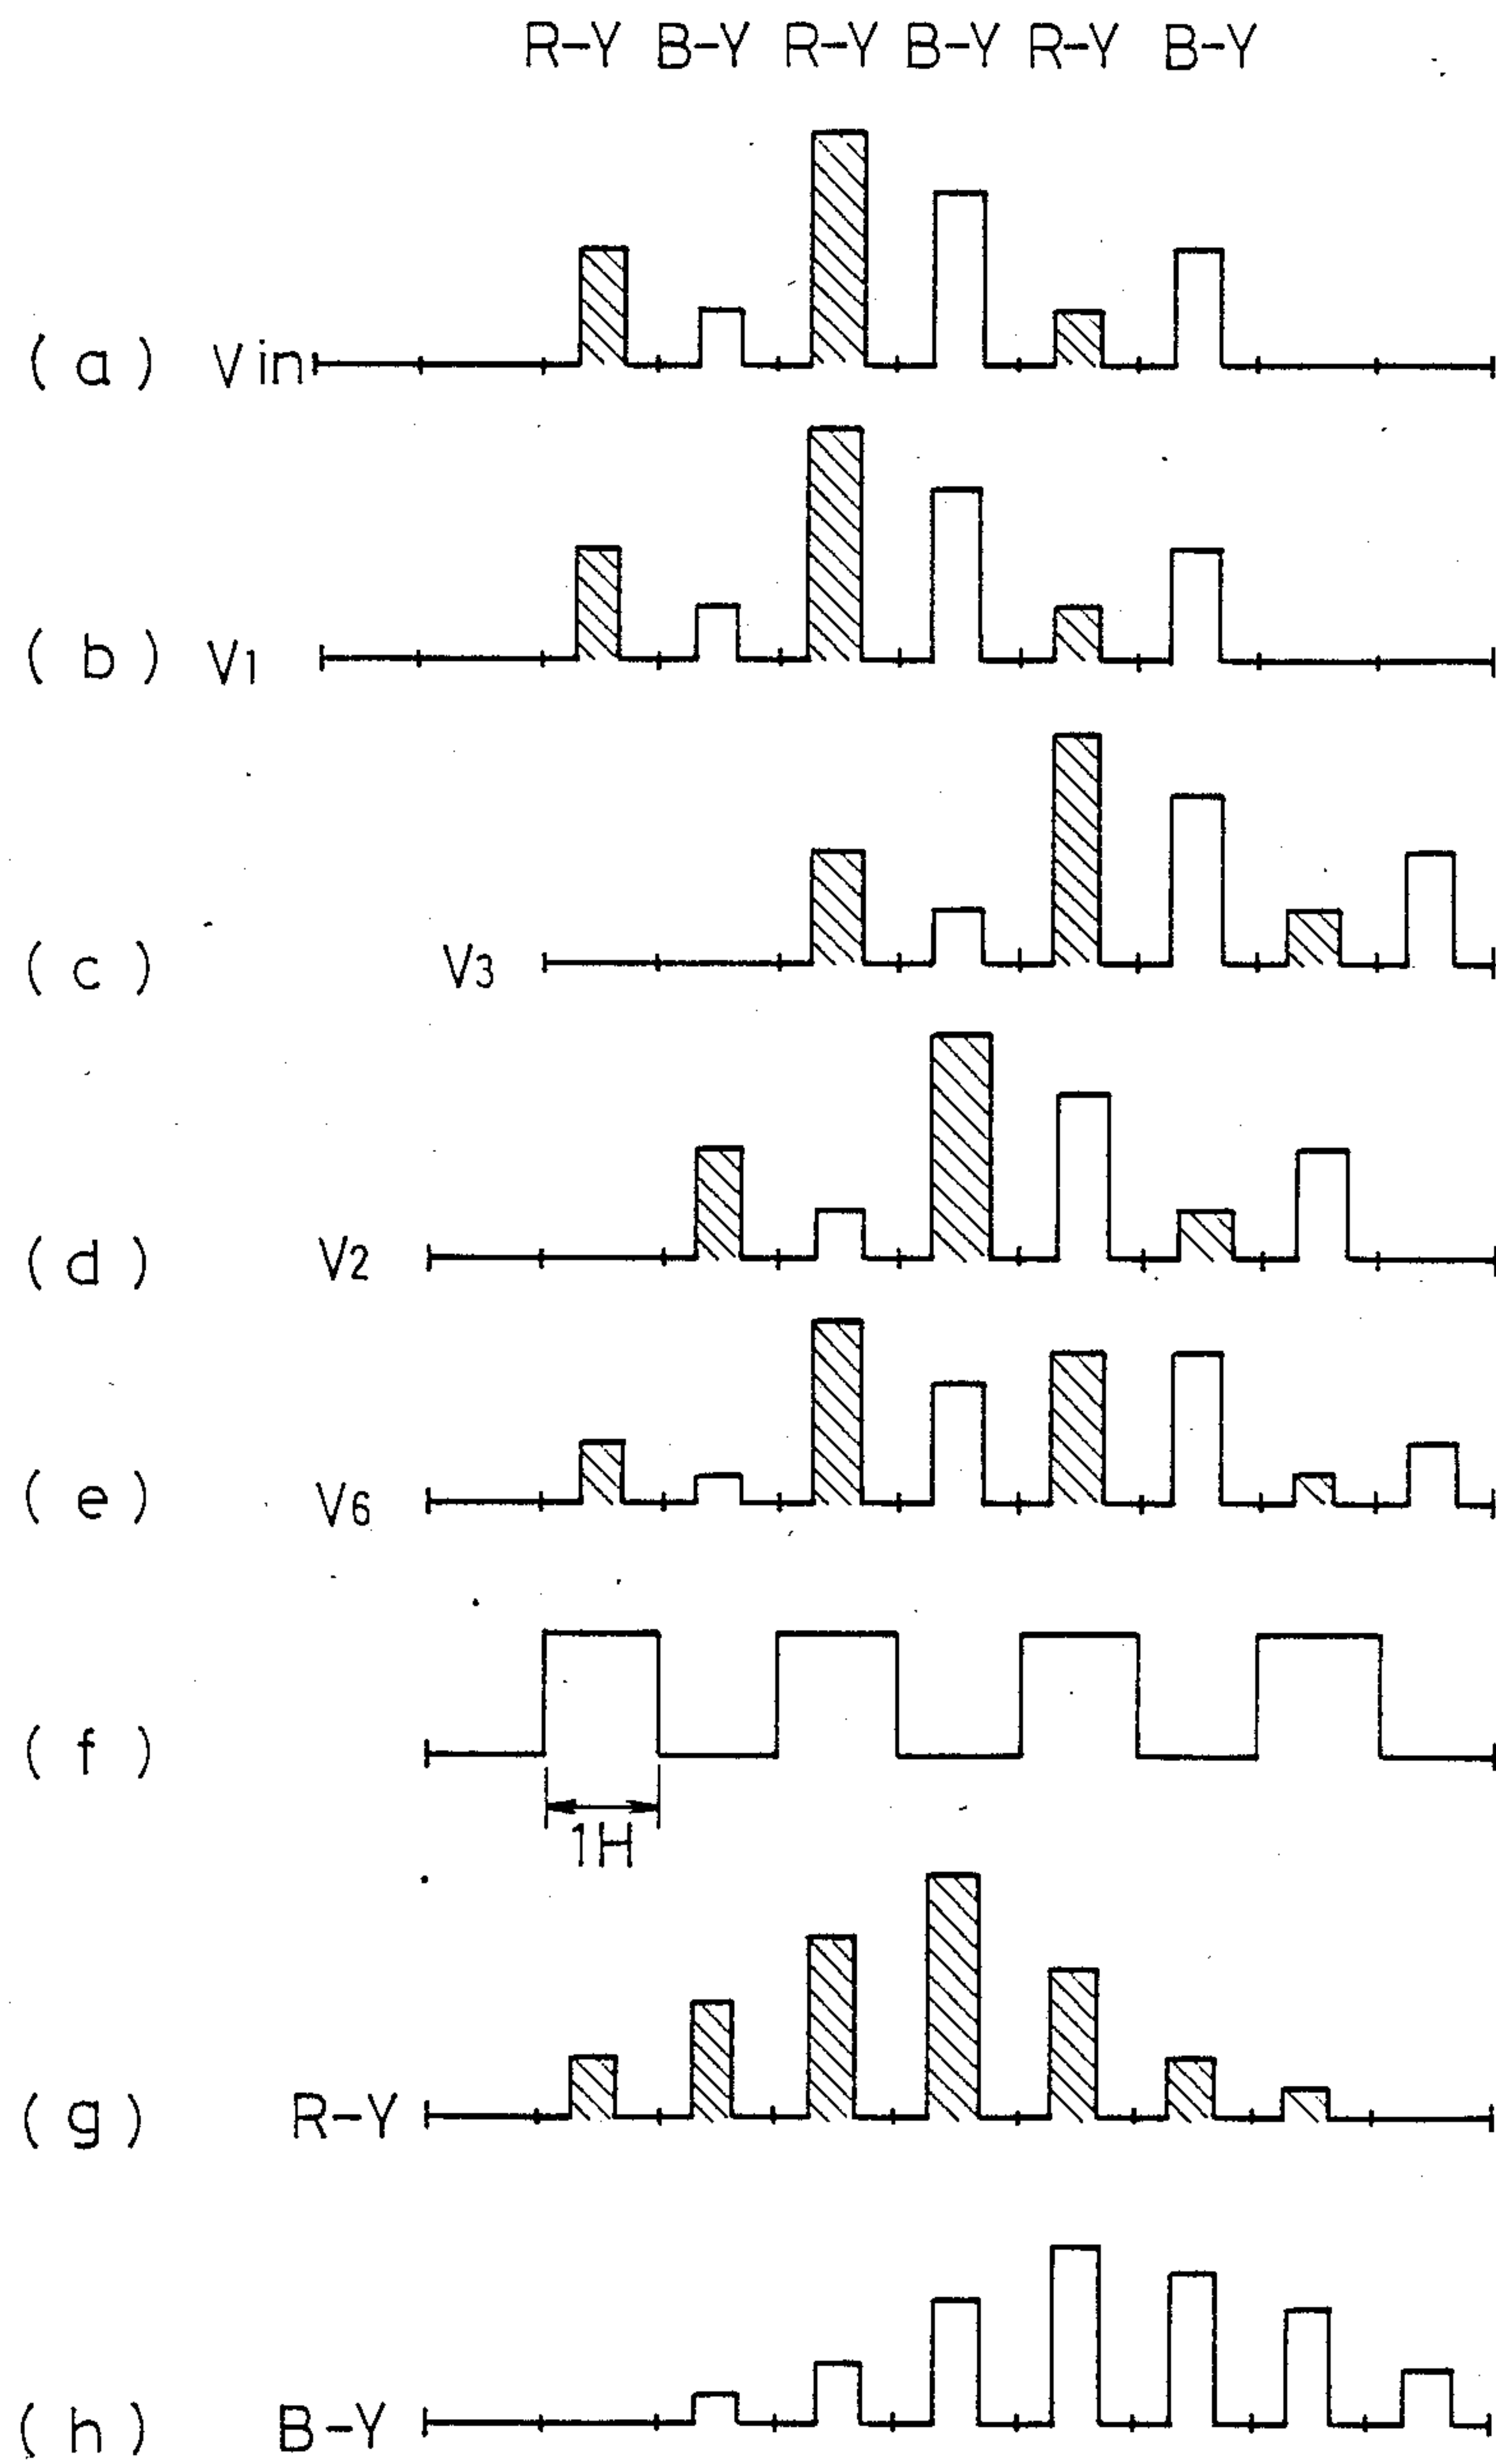 R-Y B-Y R-Y B-Y R-Y B-Y
(a) Vin
(b) V1
(c) V3
(d) V2
(e) V6
(f)
1H
(g) R-Y
(h) B-Y